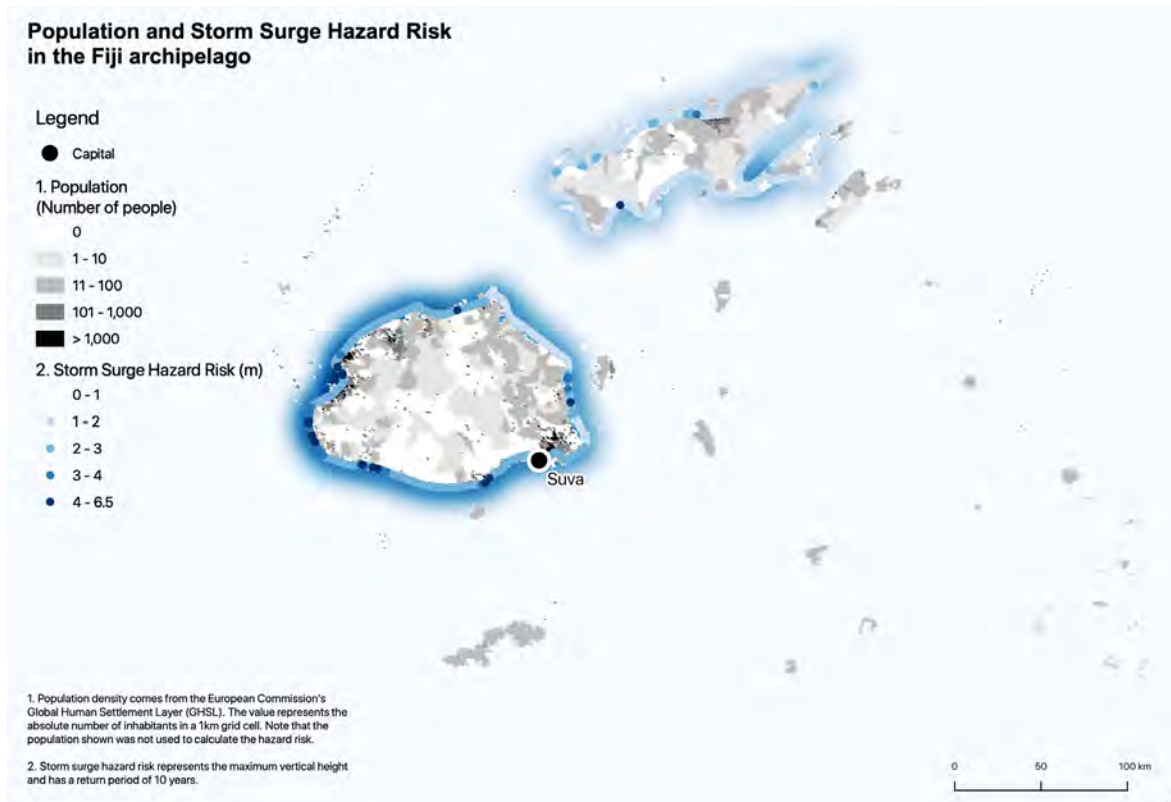 Population and Storm Surge Hazard Risk
in the Fiji archipelago
Legend
Capital
1. Population
(Number of people)
0
1 - 10
11 - 100
101 - 1,000
> 1,000
2. Storm Surge Hazard Risk (m)
0 - 1
1 - 2
2 - 3
3 - 4
4 - 6.5
Suva
1. Population density comes from the European Commission's
Global Human Settlement Layer (GHSL). The value represents the
absolute number of inhabitants in a 1km grid cell. Note that the
population shown was not used to calculate the hazard risk.
2. Storm surge hazard risk represents the maximum vertical height
and has a return period of 10 years.
0 50 100 km